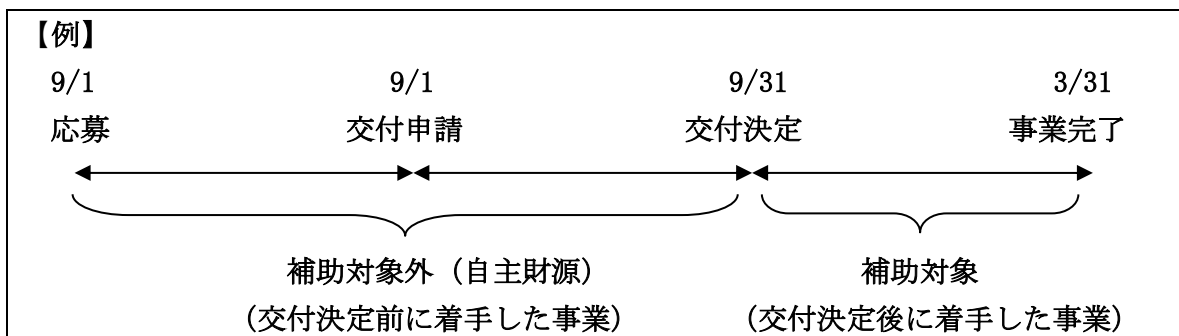 【例】
9/1 9/1 9/31 3/31
応募 交付申請 交付決定 事業完了
補助対象外（自主財源） 補助対象
（交付決定前に着手した事業） （交付決定後に着手した事業）